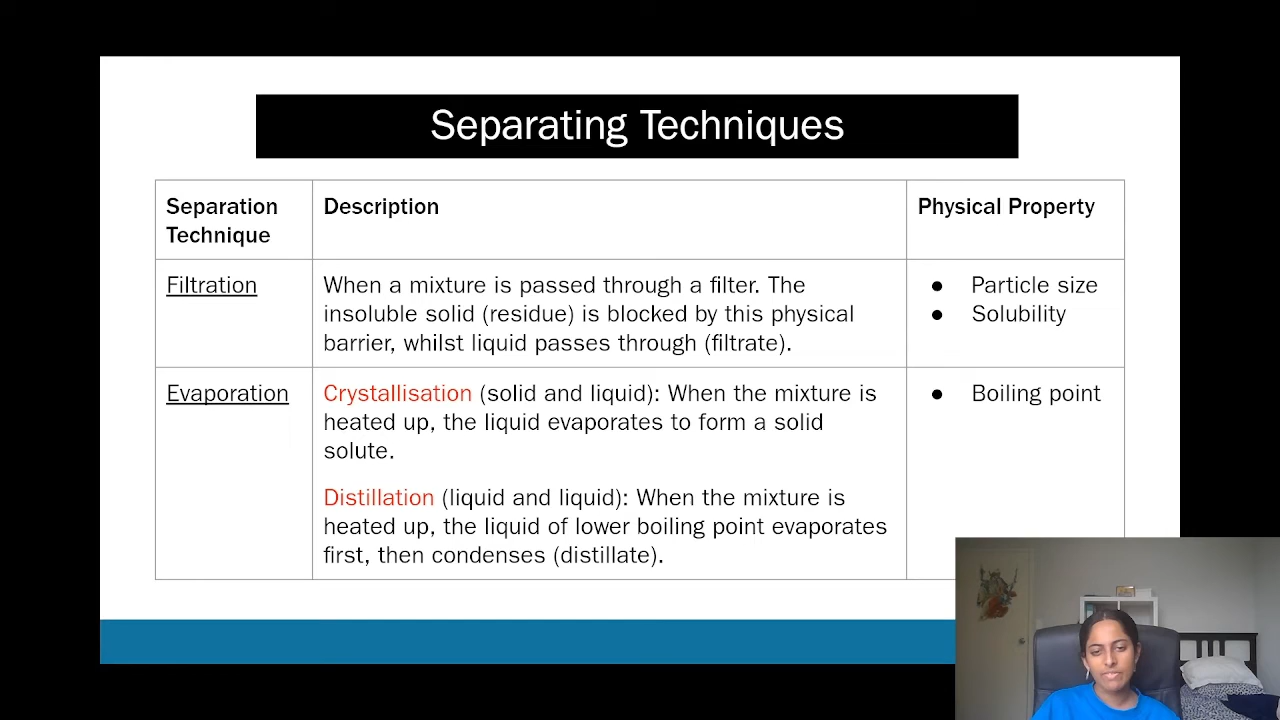 Separating Techniques
Separation
Technique
Description
Physical Property
Filtration
When a mixture is passed through a filter. The
insoluble solid (residue) is blocked by this physical
barrier, whilst liquid passes through (filtrate).
● Particle size
● Solubility
Evaporation
Crystallisation (solid and liquid): When the mixture is
heated up, the liquid evaporates to form a solid
solute.
Distillation (liquid and liquid): When the mixture is
heated up, the liquid of lower boiling point evaporates
first, then condenses (distillate).
● Boiling point